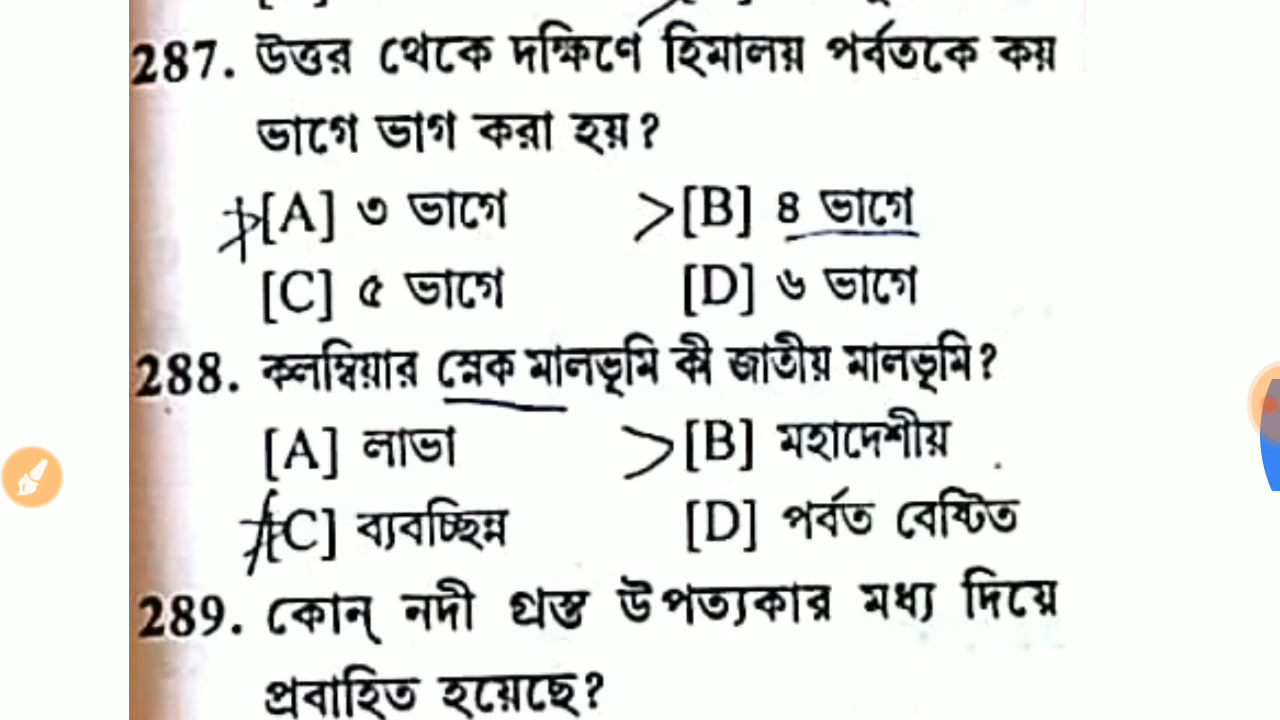 287. উত্তর থেকে দক্ষিণে হিমালয় পর্বতকে কয়
ভাগে ভাগ করা হয়?
[A] ৩ ভাগে [B] ৪ ভাগে
[C] ৫ ভাগে [D] ৬ ভাগে
288. কলম্বিয়ার স্নেক মালভূমি কী জাতীয় মালভূমি?
[A] লাভা [B] মহাদেশীয়
[C] ব্যবচ্ছিন্ন [D] পর্বত বেষ্টিত
289. কোন্ নদী গ্রস্ত উপত্যকার মধ্য দিয়ে
প্রবাহিত হয়েছে?